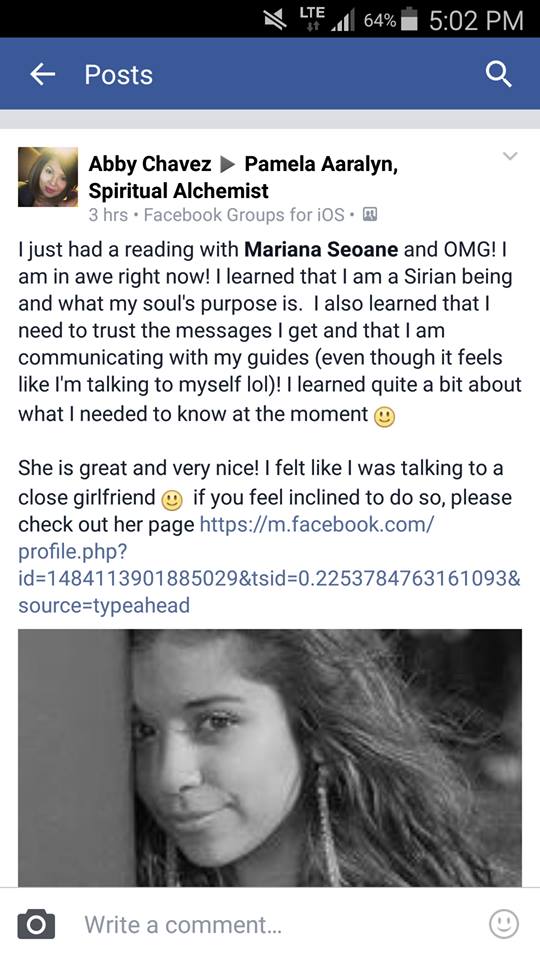 LTE 64% 5:02 PM
Posts
Abby Chavez ▶ Pamela Aaralyn,
Spiritual Alchemist
3 hrs • Facebook Groups for iOS •
I just had a reading with Mariana Seoane and OMG! I
am in awe right now! I learned that I am a Sirian being
and what my soul's purpose is.  I also learned that I
need to trust the messages I get and that I am
communicating with my guides (even though it feels
like I'm talking to myself lol)! I learned quite a bit about
what I needed to know at the moment 🙂
She is great and very nice! I felt like I was talking to a
close girlfriend 🙂  if you feel inclined to do so, please
check out her page https://m.facebook.com/
profile.php?
id=1484113901885029&tsid=0.2253784763161093&
source=typeahead
Write a comment...